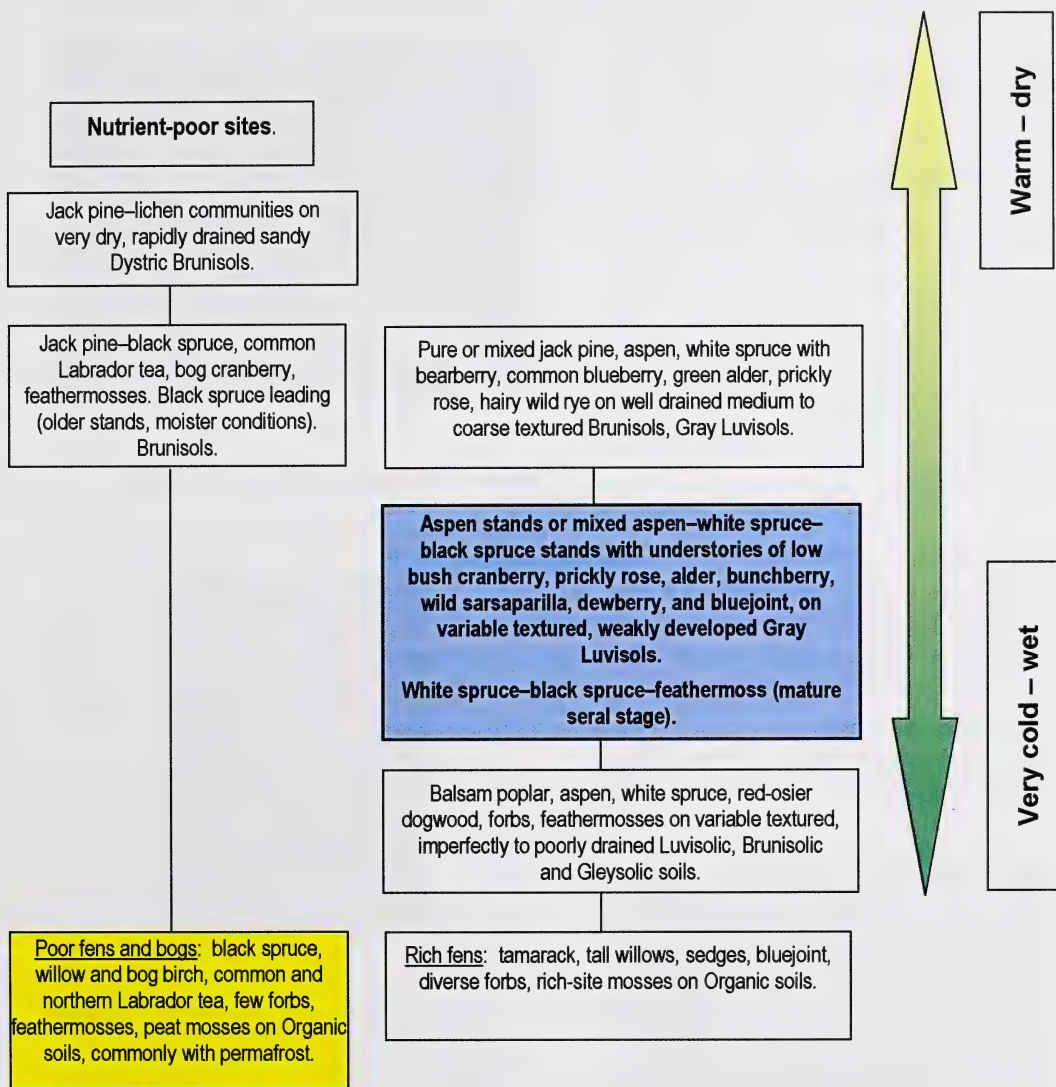 Nutrient-poor sites.
Jack pine–lichen communities on
very dry, rapidly drained sandy
Dystric Brunisols.
Jack pine–black spruce, common
Labrador tea, bog cranberry,
feathermosses. Black spruce leading
(older stands, moister conditions).
Brunisols.
Poor fens and bogs: black spruce,
willow and bog birch, common and
northern Labrador tea, few forbs,
feathermosses, peat mosses on Organic
soils, commonly with permafrost.
Pure or mixed jack pine, aspen, white spruce with
bearberry, common blueberry, green alder, prickly
rose, hairy wild rye on well drained medium to
coarse textured Brunisols, Gray Luvisols.
Aspen stands or mixed aspen–white spruce–
black spruce stands with understories of low
bush cranberry, prickly rose, alder, bunchberry,
wild sarsaparilla, dewberry, and bluejoint, on
variable textured, weakly developed Gray
Luvisols.
White spruce–black spruce–feathermoss (mature
seral stage).
Balsam poplar, aspen, white spruce, red-osier
dogwood, forbs, feathermosses on variable textured,
imperfectly to poorly drained Luvisolic, Brunisolic
and Gleysolic soils.
Rich fens: tamarack, tall willows, sedges, bluejoint,
diverse forbs, rich-site mosses on Organic soils.
Warm – dry
Very cold – wet